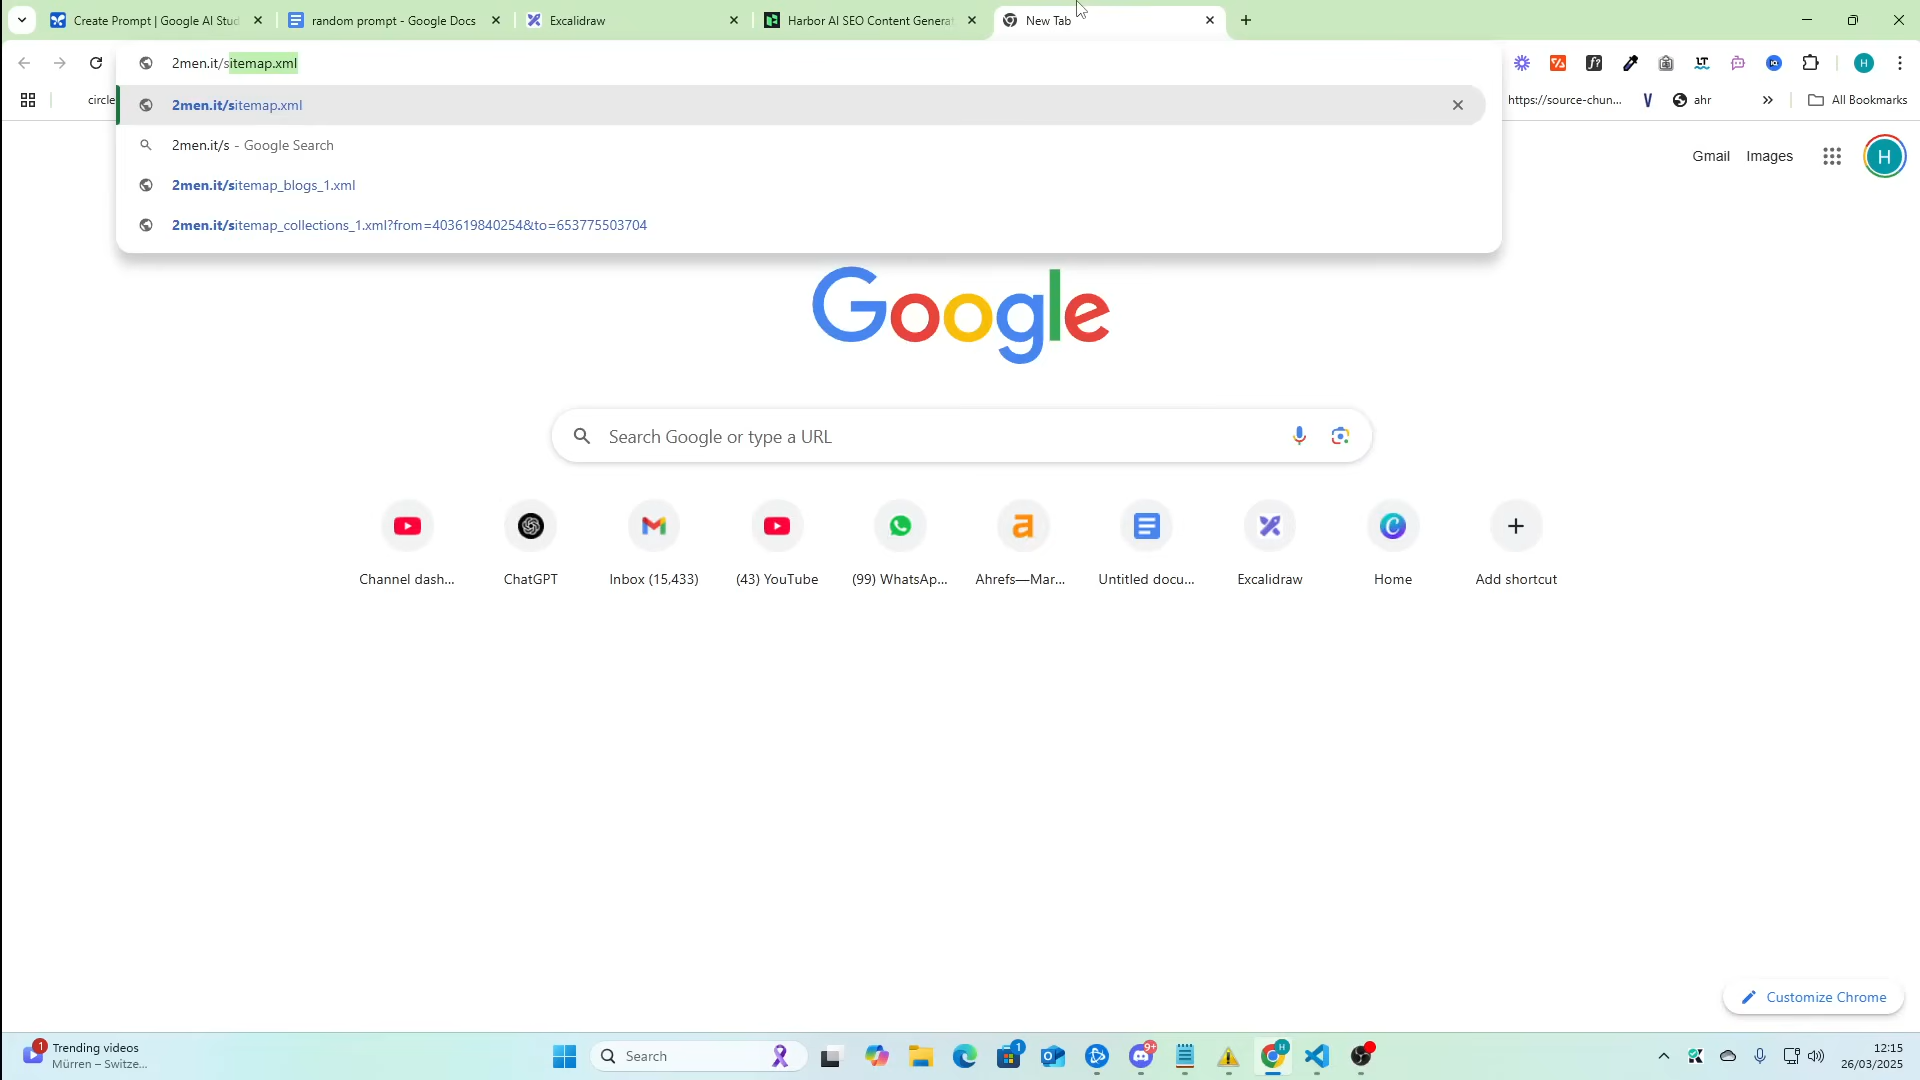 Create Prompt | Google AI Stud
random prompt - Google Docs
Excalidraw
Harbor AI SEO Content Generat
New Tab
2men.it/sitemap.xml
circle
2men.it/sitemap.xml
2men.it/s - Google Search
2men.it/sitemap_blogs_1.xml
2men.it/sitemap_collections_1.xml?from=403619840254&to=653775503704
https://source-chun...
ahr
All Bookmarks
Gmail
Images
H
Google
Search Google or type a URL
Channel dash...
ChatGPT
Inbox (15,433)
(43) YouTube
(99) WhatsAp...
Ahrefs—Mar...
Untitled docu...
Excalidraw
Home
Add shortcut
Customize Chrome
1
Trending videos
Mürren – Switze...
Search
1
9+
H
12:15
26/03/2025